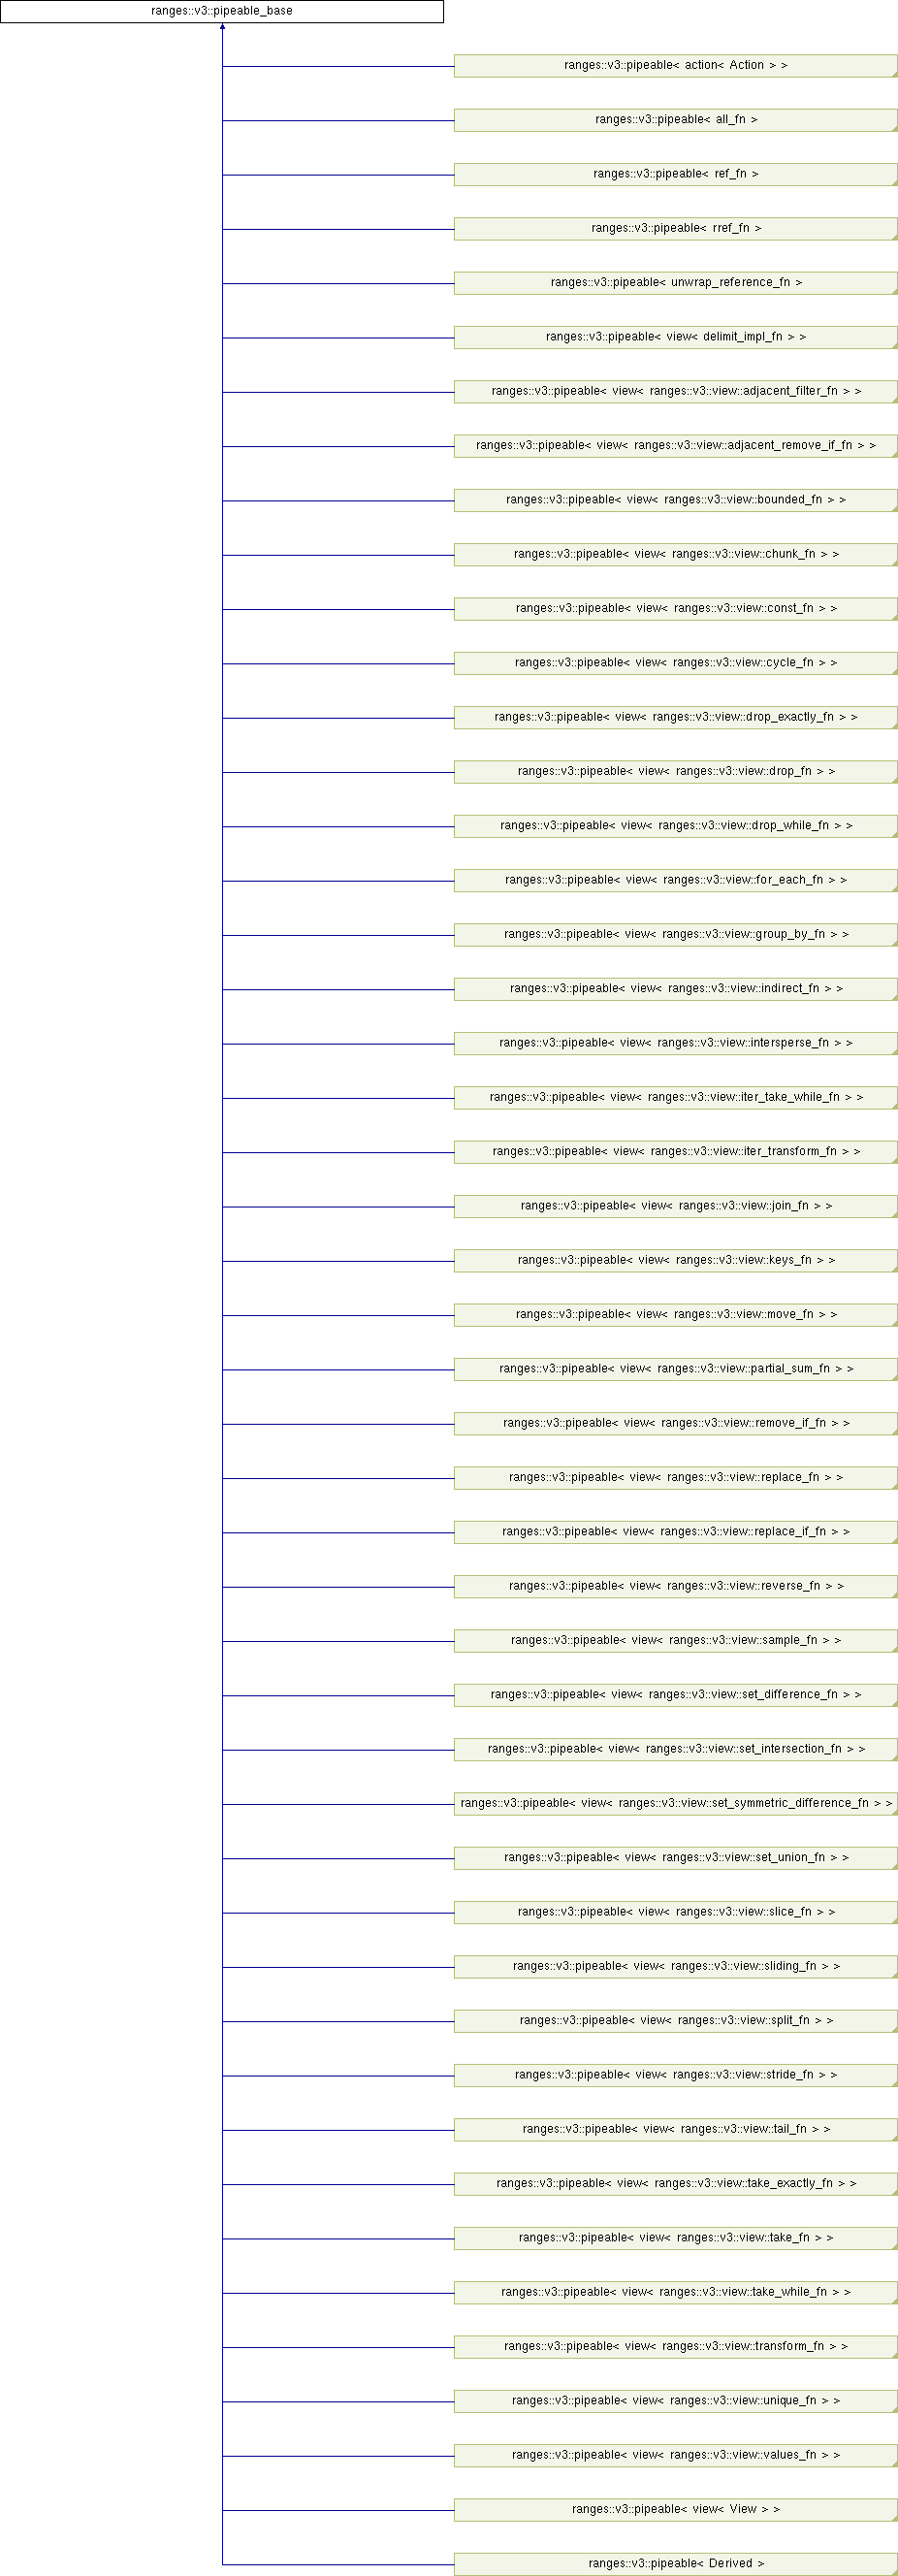 ranges::v3::pipeable_base
ranges::v3::pipeable< action< Action > >
ranges::v3::pipeable< all_fn >
ranges::v3::pipeable< ref_fn >
ranges::v3::pipeable< rref_fn >
ranges::v3::pipeable< unwrap_reference_fn >
ranges::v3::pipeable< view< delimit_impl_fn > >
ranges::v3::pipeable< view< ranges::v3::view::adjacent_filter_fn > >
ranges::v3::pipeable< view< ranges::v3::view::adjacent_remove_if_fn > >
ranges::v3::pipeable< view< ranges::v3::view::bounded_fn > >
ranges::v3::pipeable< view< ranges::v3::view::chunk_fn > >
ranges::v3::pipeable< view< ranges::v3::view::const_fn > >
ranges::v3::pipeable< view< ranges::v3::view::cycle_fn > >
ranges::v3::pipeable< view< ranges::v3::view::drop_exactly_fn > >
ranges::v3::pipeable< view< ranges::v3::view::drop_fn > >
ranges::v3::pipeable< view< ranges::v3::view::drop_while_fn > >
ranges::v3::pipeable< view< ranges::v3::view::for_each_fn > >
ranges::v3::pipeable< view< ranges::v3::view::group_by_fn > >
ranges::v3::pipeable< view< ranges::v3::view::indirect_fn > >
ranges::v3::pipeable< view< ranges::v3::view::intersperse_fn > >
ranges::v3::pipeable< view< ranges::v3::view::iter_take_while_fn > >
ranges::v3::pipeable< view< ranges::v3::view::iter_transform_fn > >
ranges::v3::pipeable< view< ranges::v3::view::join_fn > >
ranges::v3::pipeable< view< ranges::v3::view::keys_fn > >
ranges::v3::pipeable< view< ranges::v3::view::move_fn > >
ranges::v3::pipeable< view< ranges::v3::view::partial_sum_fn > >
ranges::v3::pipeable< view< ranges::v3::view::remove_if_fn > >
ranges::v3::pipeable< view< ranges::v3::view::replace_fn > >
ranges::v3::pipeable< view< ranges::v3::view::replace_if_fn > >
ranges::v3::pipeable< view< ranges::v3::view::reverse_fn > >
ranges::v3::pipeable< view< ranges::v3::view::sample_fn > >
ranges::v3::pipeable< view< ranges::v3::view::set_difference_fn > >
ranges::v3::pipeable< view< ranges::v3::view::set_intersection_fn > >
ranges::v3::pipeable< view< ranges::v3::view::set_symmetric_difference_fn > >
ranges::v3::pipeable< view< ranges::v3::view::set_union_fn > >
ranges::v3::pipeable< view< ranges::v3::view::slice_fn > >
ranges::v3::pipeable< view< ranges::v3::view::sliding_fn > >
ranges::v3::pipeable< view< ranges::v3::view::split_fn > >
ranges::v3::pipeable< view< ranges::v3::view::stride_fn > >
ranges::v3::pipeable< view< ranges::v3::view::tail_fn > >
ranges::v3::pipeable< view< ranges::v3::view::take_exactly_fn > >
ranges::v3::pipeable< view< ranges::v3::view::take_fn > >
ranges::v3::pipeable< view< ranges::v3::view::take_while_fn > >
ranges::v3::pipeable< view< ranges::v3::view::transform_fn > >
ranges::v3::pipeable< view< ranges::v3::view::unique_fn > >
ranges::v3::pipeable< view< ranges::v3::view::values_fn > >
ranges::v3::pipeable< view< View > >
ranges::v3::pipeable< Derived >